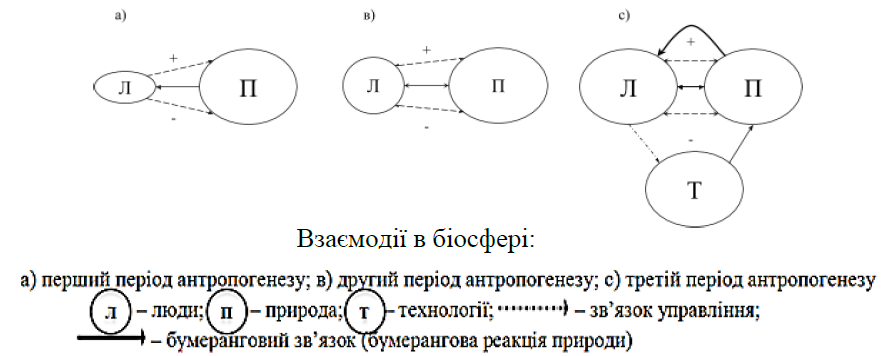 а) в) с)
+ + +
Л П Л П Л П
- - -
Т
Взаємодії в біосфері:
а) перший період антропогенезу; в) другий період антропогенезу; с) третій період антропогенезу
Л – люди; П – природа; Т – технології; – зв’язок управління;
– бумеранговий зв’язок (бумерангова реакція природи)